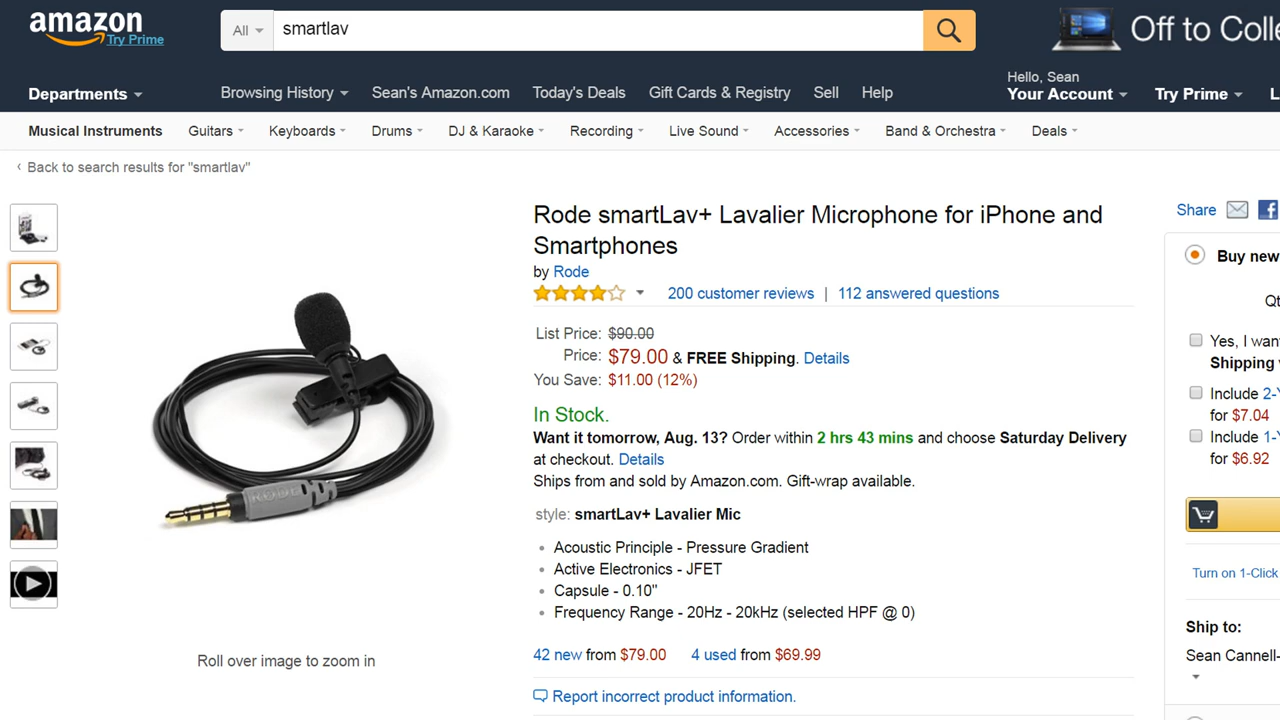 amazon
Try Prime
All
smartlav
Off to Colle
Departments
Browsing History
Sean's Amazon.com
Today's Deals
Gift Cards & Registry
Sell
Help
Hello, Sean
Your Account
Try Prime
L
Musical Instruments
Guitars
Keyboards
Drums
DJ & Karaoke
Recording
Live Sound
Accessories
Band & Orchestra
Deals
‹ Back to search results for "smartlav"
Rode smartLav+ Lavalier Microphone for iPhone and
Smartphones
by Rode
200 customer reviews | 112 answered questions
List Price: $90.00
Price: $79.00 & FREE Shipping. Details
You Save: $11.00 (12%)
In Stock.
Want it tomorrow, Aug. 13? Order within 2 hrs 43 mins and choose Saturday Delivery
at checkout. Details
Ships from and sold by Amazon.com. Gift-wrap available.
style: smartLav+ Lavalier Mic
• Acoustic Principle - Pressure Gradient
• Active Electronics - JFET
• Capsule - 0.10"
• Frequency Range - 20Hz - 20kHz (selected HPF @ 0)
42 new from $79.00 4 used from $69.99
Report incorrect product information.
RODE
Roll over image to zoom in
Share
Buy new
Qt
Yes, I want
Shipping
Include 2-Y
for $7.04
Include 1-Y
for $6.92
Turn on 1-Click
Ship to:
Sean Cannell-